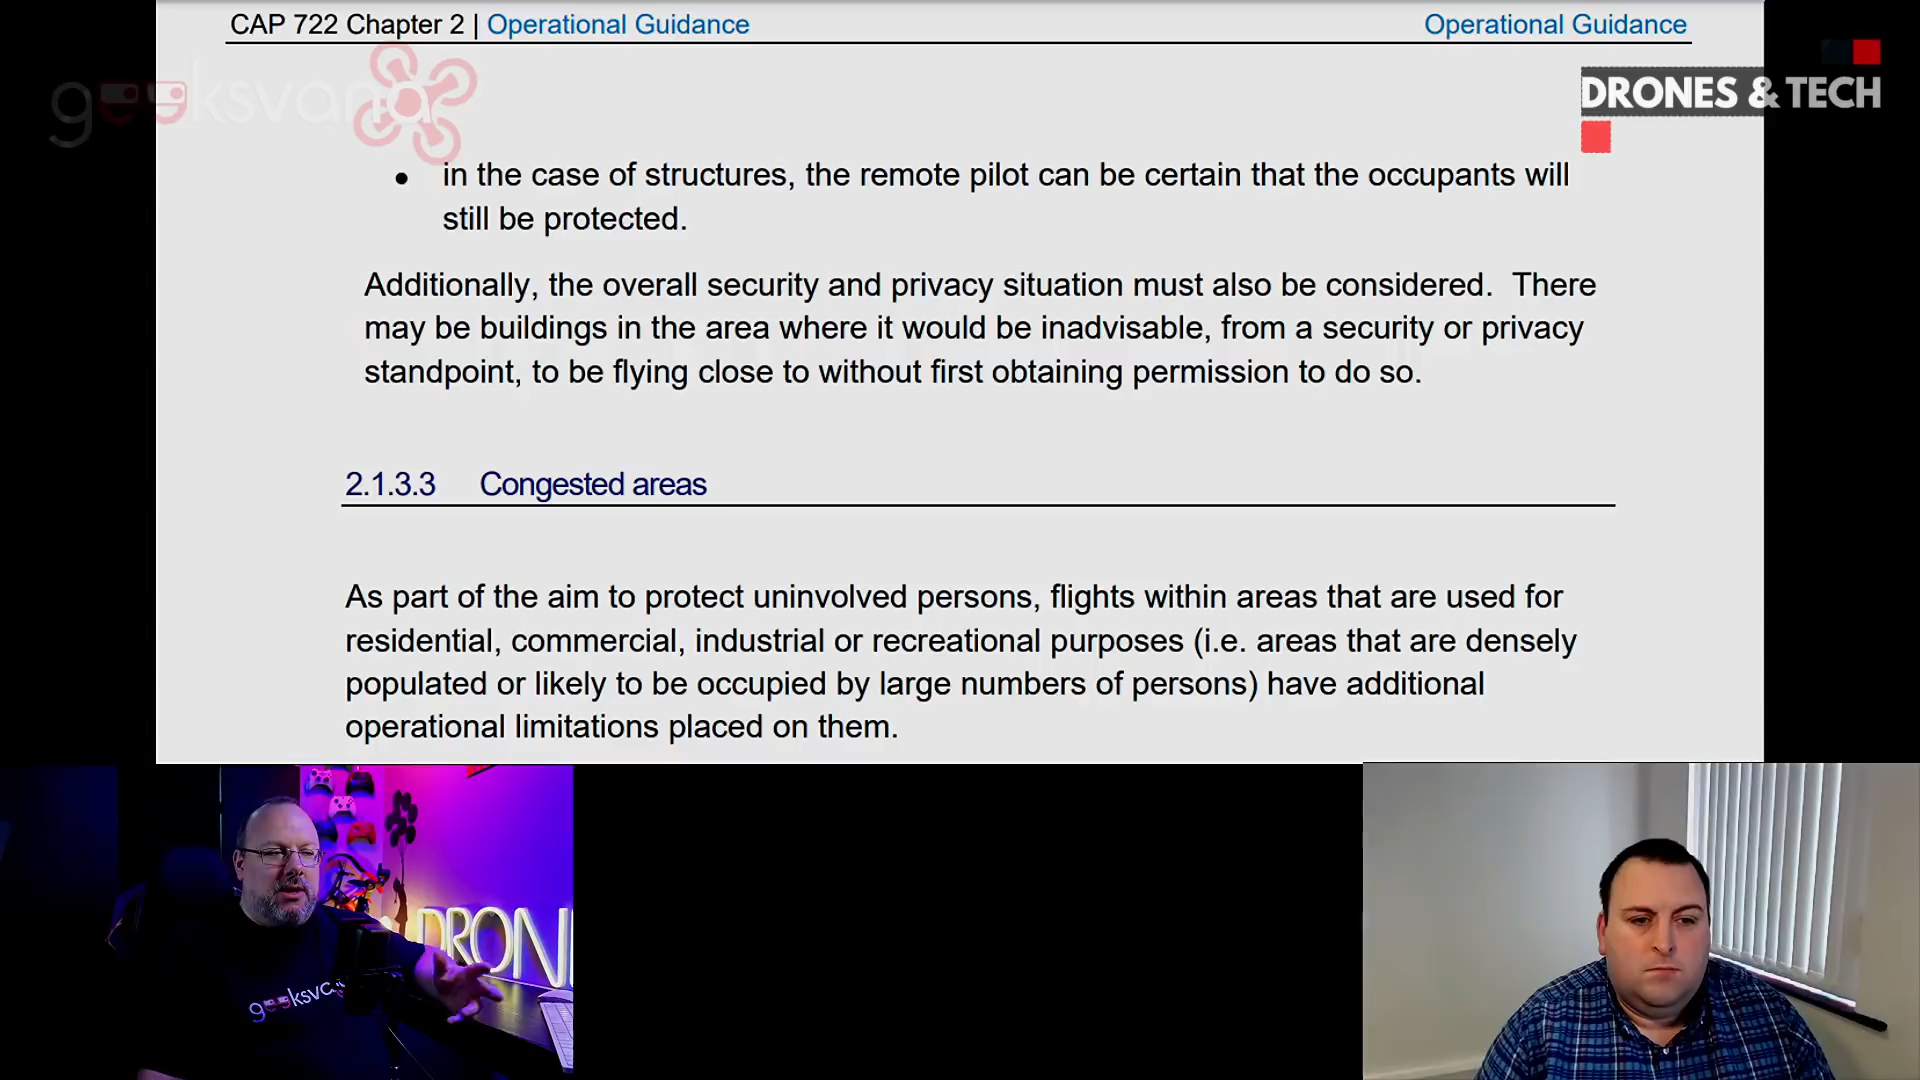 CAP 722 Chapter 2 | Operational Guidance Operational Guidance
geeksvana
DRONES & TECH
• in the case of structures, the remote pilot can be certain that the occupants will
still be protected.
Additionally, the overall security and privacy situation must also be considered. There
may be buildings in the area where it would be inadvisable, from a security or privacy
standpoint, to be flying close to without first obtaining permission to do so.
2.1.3.3 Congested areas
As part of the aim to protect uninvolved persons, flights within areas that are used for
residential, commercial, industrial or recreational purposes (i.e. areas that are densely
populated or likely to be occupied by large numbers of persons) have additional
operational limitations placed on them.
DRON
geeksva